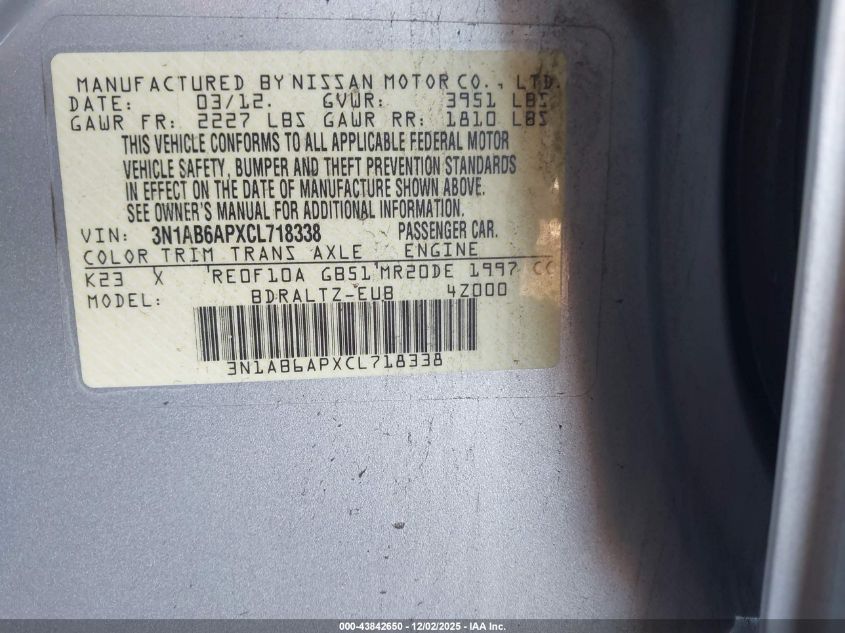 MANUFACTURED BY NISSAN MOTOR CO., LTD.
DATE: 03/12. GVWR: 3951 LBS
GAWR FR: 2227 LBS GAWR RR: 1810 LBS
THIS VEHICLE CONFORMS TO ALL APPLICABLE FEDERAL MOTOR
VEHICLE SAFETY, BUMPER AND THEFT PREVENTION STANDARDS
IN EFFECT ON THE DATE OF MANUFACTURE SHOWN ABOVE.
SEE OWNER'S MANUAL FOR ADDITIONAL INFORMATION.
VIN: 3N1AB6APXCL718338 PASSENGER CAR.
COLOR TRIM TRANS AXLE ENGINE
K23 X 'RE0F10A GB51'MR20DE 1997 CC
MODEL: BDRALTZ-EUB 4Z000
3N1AB6APXCL718338
000-43842650 • 12/02/2025 • IAA Inc.